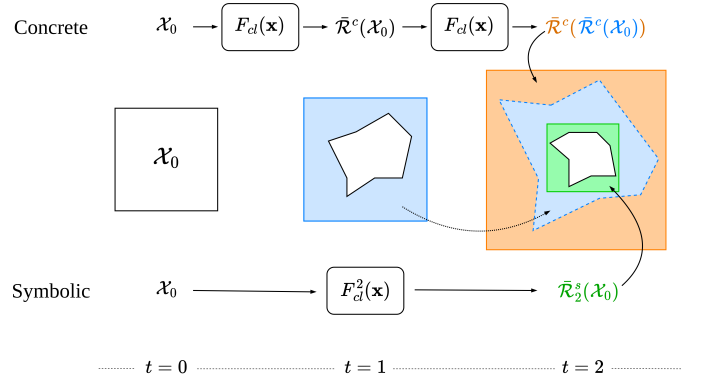 Concrete 𝒳₀ F_cl(𝐱) R̄ᶜ(𝒳₀) F_cl(𝐱) R̄ᶜ(R̄ᶜ(𝒳₀))
𝒳₀
Symbolic 𝒳₀ F²_cl(𝐱) R̄ˢ₂(𝒳₀)
t = 0 t = 1 t = 2